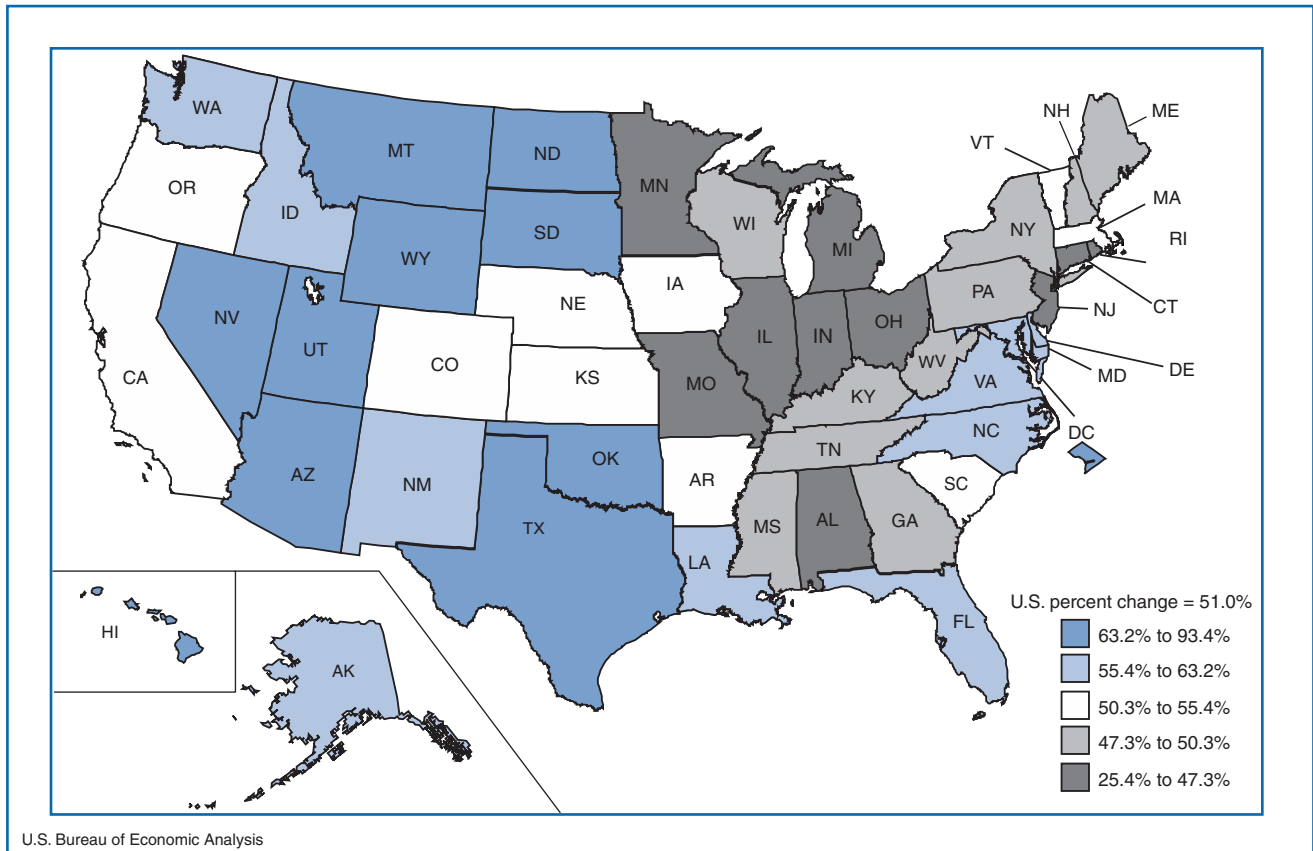 WA
MT
ND
MN
OR
ID
WY
SD
WI
MI
NH
ME
VT
MA
NY
RI
NV
UT
CA
CO
NE
IA
KS
IL
IN
OH
PA
NJ
CT
MO
WV
KY
VA
DE
MD
AZ
NM
OK
AR
TN
NC
DC
SC
TX
LA
MS
AL
GA
FL
HI
AK
U.S. percent change = 51.0%
63.2% to 93.4%
55.4% to 63.2%
50.3% to 55.4%
47.3% to 50.3%
25.4% to 47.3%
U.S. Bureau of Economic Analysis